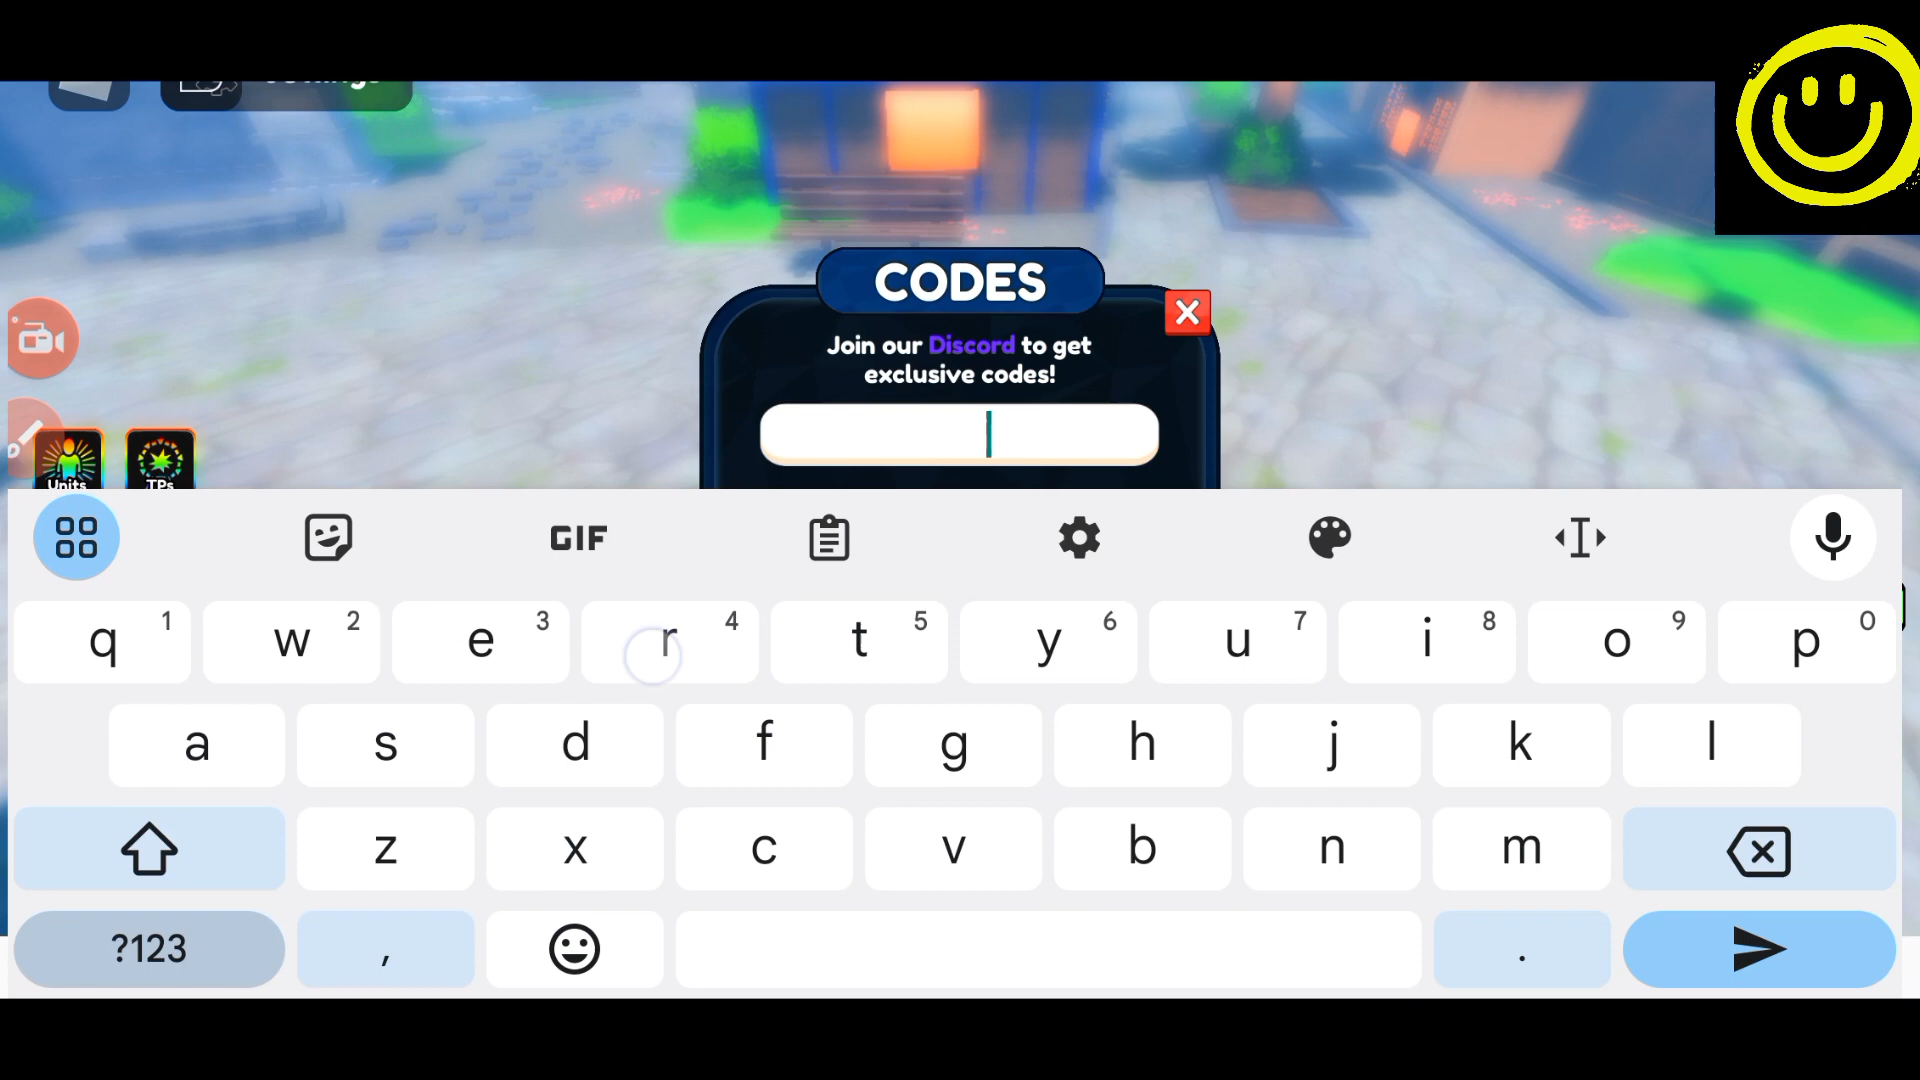 CODES
Join our Discord to get
exclusive codes!
Units
TPs
GIF
q 1 w 2 e 3 r 4 t 5 y 6 u 7 i 8 o 9 p 0
a s d f g h j k l
z x c v b n m
?123 , .